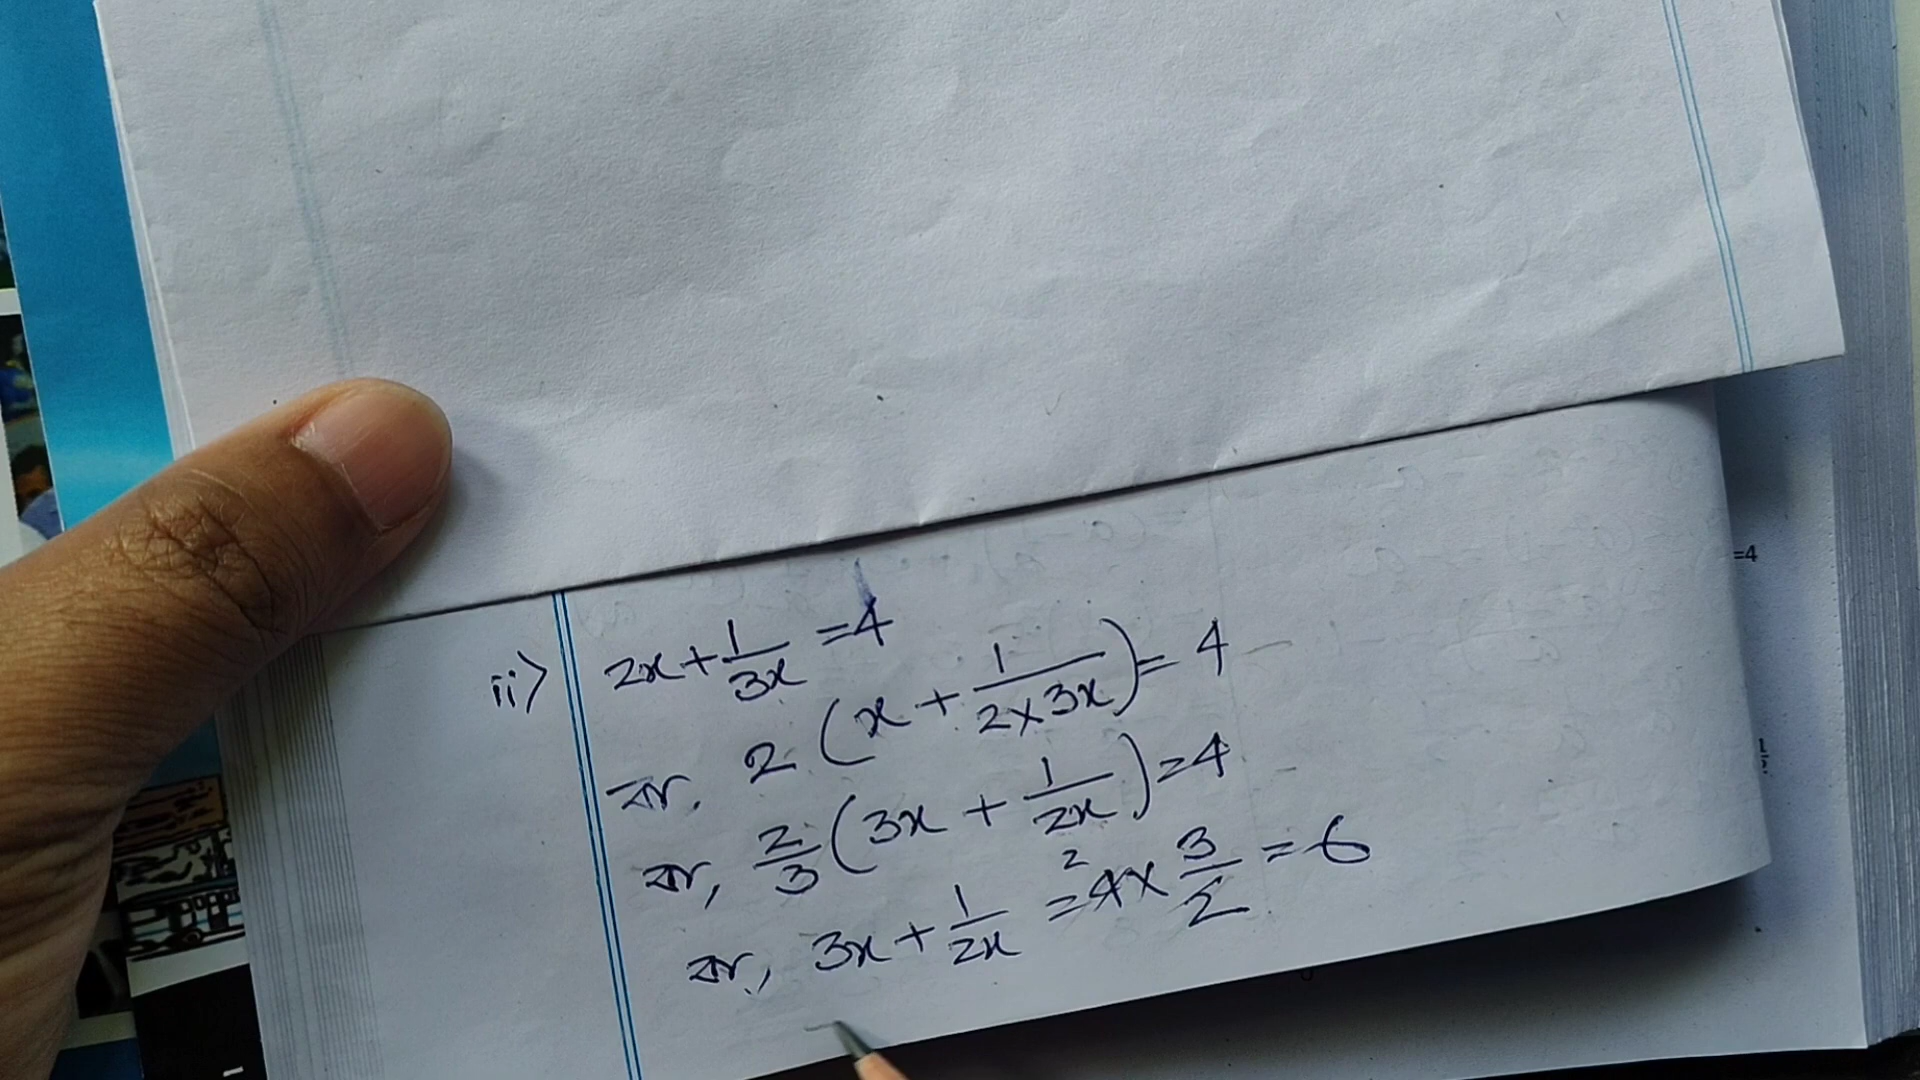 ii) 2x+1/3x=4
বা, 2(x+1/2×3x)=4
বা, 2/3(3x+1/2x)=4
বা, 3x+1/2x=4×3/2=6
2
=4